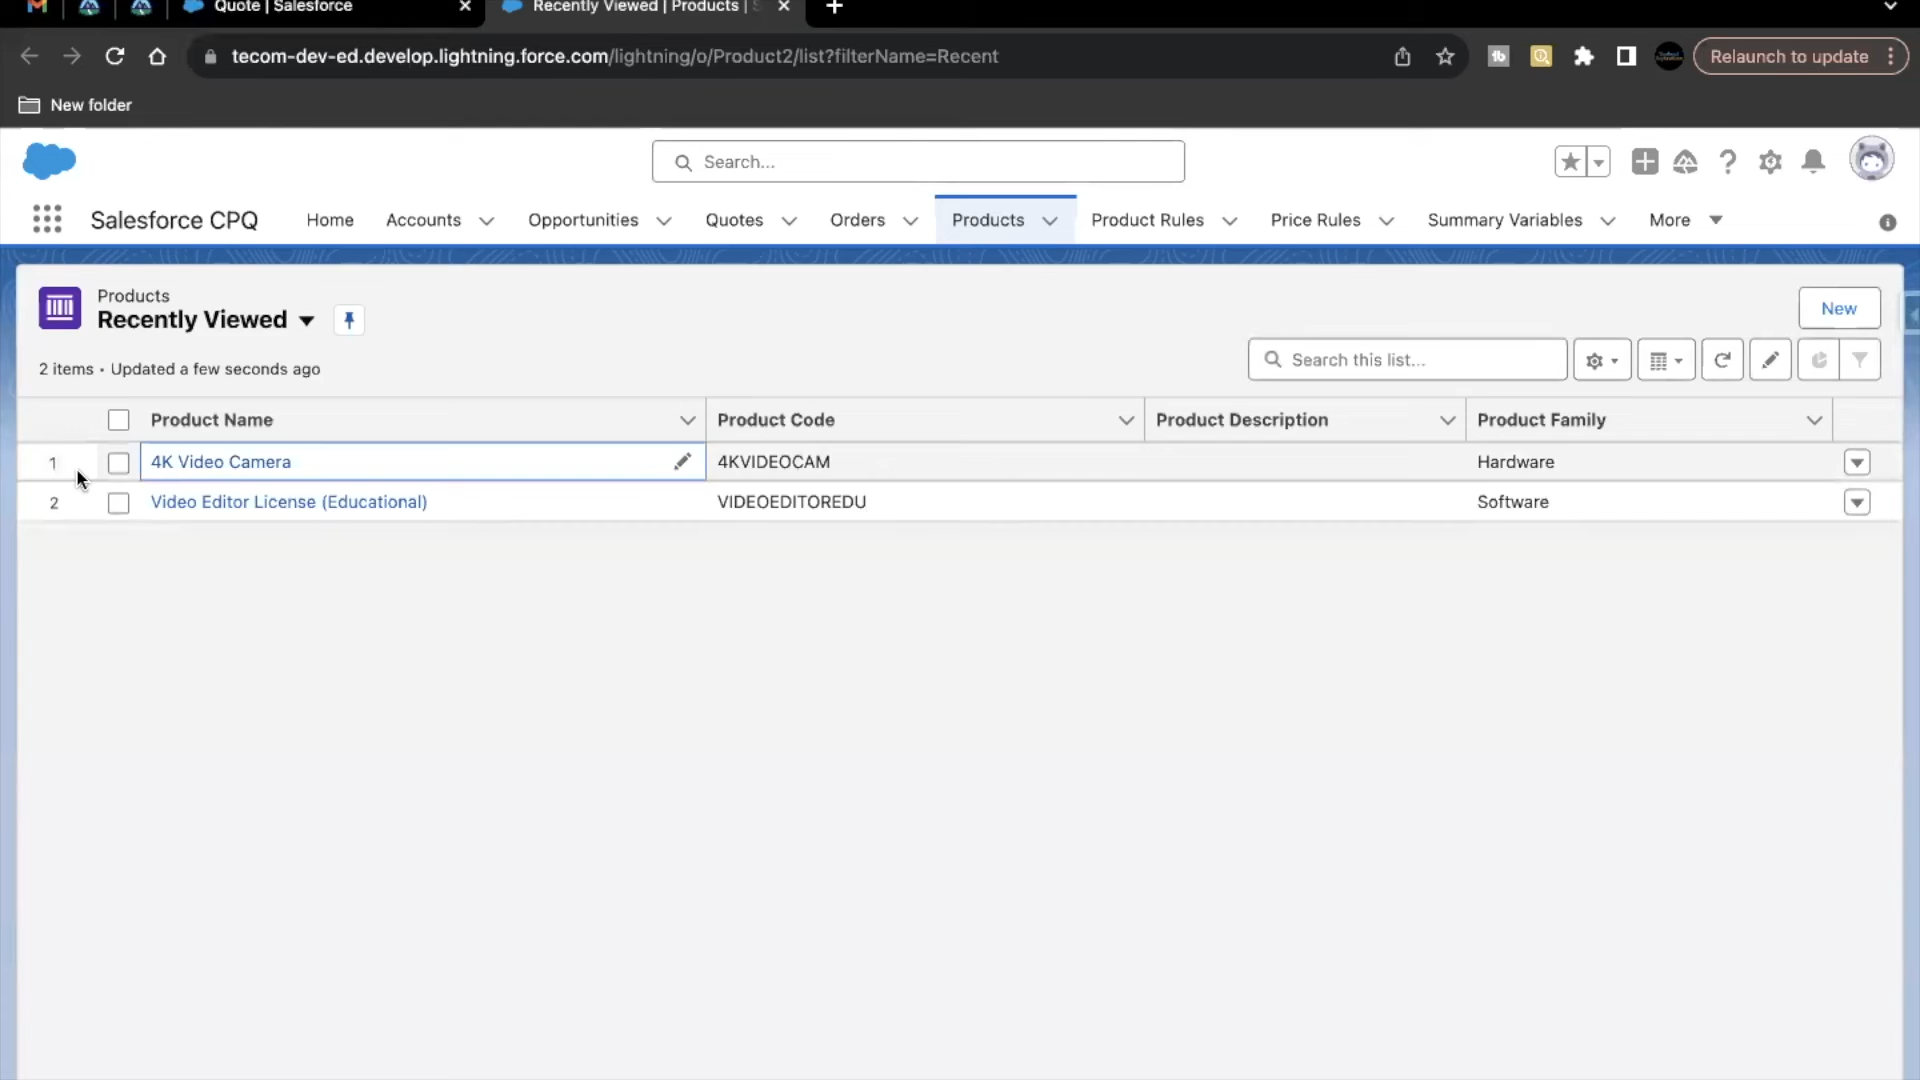 Quote | Salesforce
Recently Viewed | Products |
tecom-dev-ed.develop.lightning.force.com/lightning/o/Product2/list?filterName=Recent
Relaunch to update
New folder
Search...
Salesforce CPQ
Home
Accounts
Opportunities
Quotes
Orders
Products
Product Rules
Price Rules
Summary Variables
More
Products
Recently Viewed
New
2 items • Updated a few seconds ago
Search this list...
Product Name
Product Code
Product Description
Product Family
1
4K Video Camera
4KVIDEOCAM
Hardware
2
Video Editor License (Educational)
VIDEOEDITOREDU
Software